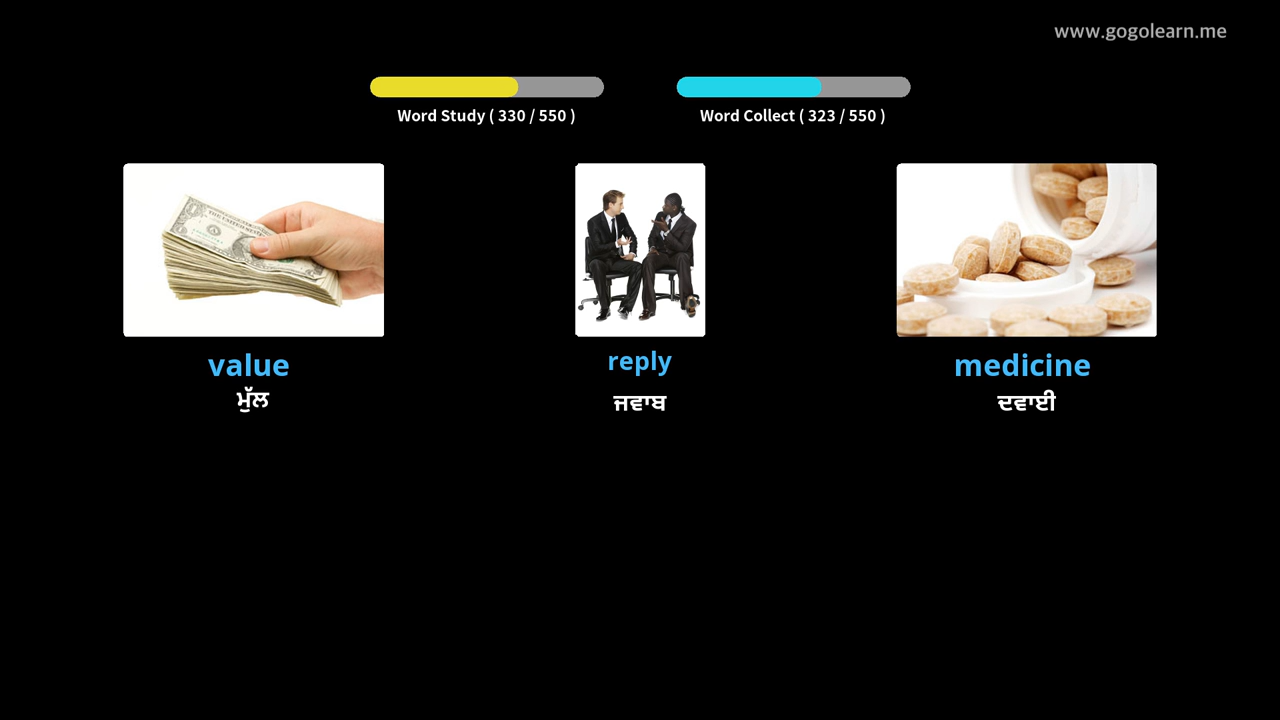 www.gogolearn.me
Word Study ( 330 / 550 )
Word Collect ( 323 / 550 )
value
reply
medicine
ਮੁੱਲ
ਜਵਾਬ
ਦਵਾਈ